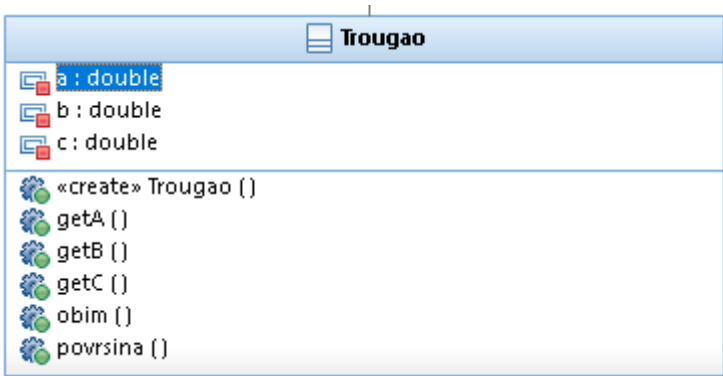 Trougao
a : double
b : double
c : double
«create» Trougao ()
getA ()
getB ()
getC ()
obim ()
povrsina ()